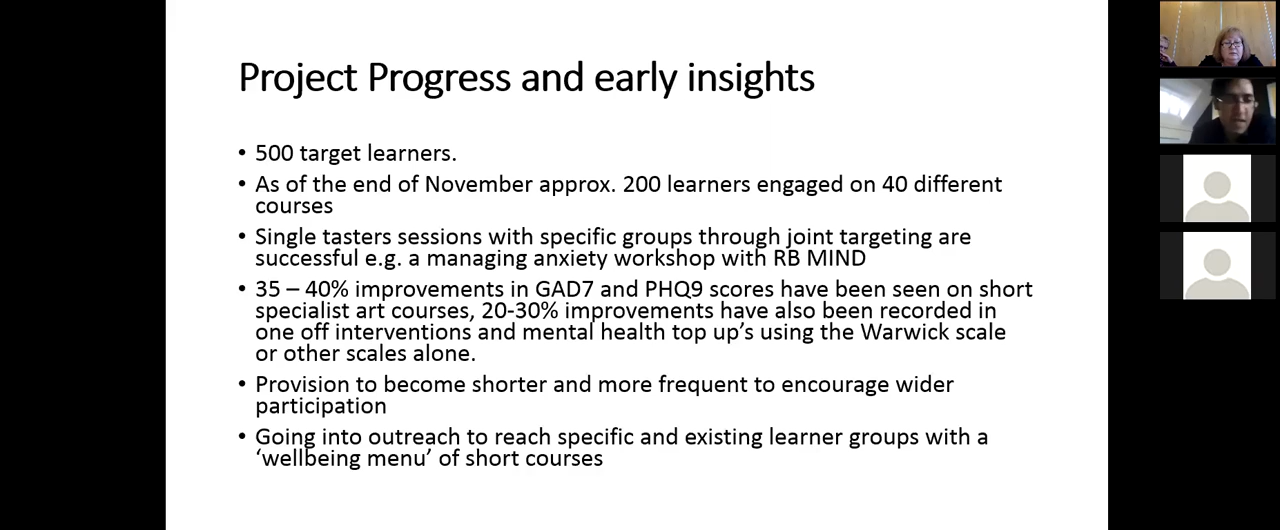 Project Progress and early insights
• 500 target learners.
• As of the end of November approx. 200 learners engaged on 40 different
courses
• Single tasters sessions with specific groups through joint targeting are
successful e.g. a managing anxiety workshop with RB MIND
• 35 – 40% improvements in GAD7 and PHQ9 scores have been seen on short
specialist art courses, 20-30% improvements have also been recorded in
one off interventions and mental health top up’s using the Warwick scale
or other scales alone.
• Provision to become shorter and more frequent to encourage wider
participation
• Going into outreach to reach specific and existing learner groups with a
‘wellbeing menu’ of short courses